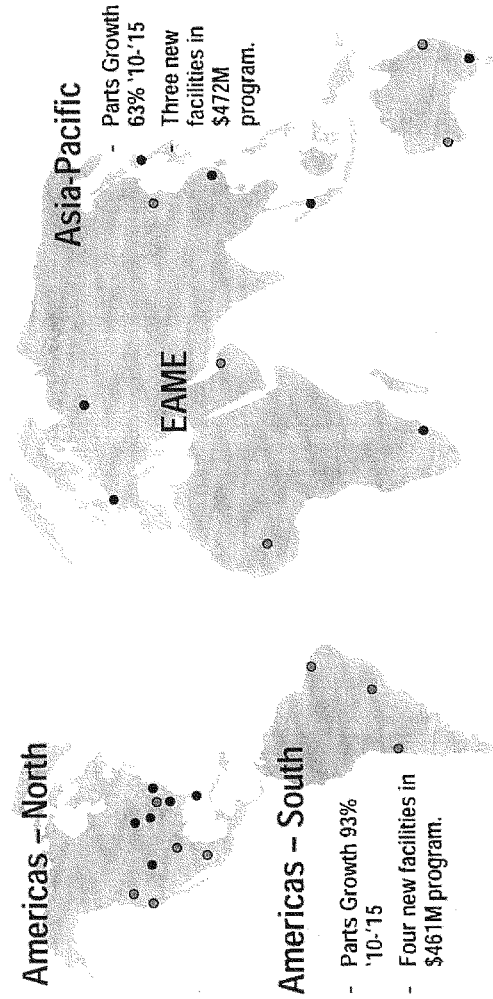 Americas – North
Americas – South
- Parts Growth 93%
'10-'15
- Four new facilities in
$461M program.
EAME
Asia-Pacific
- Parts Growth
63% '10-'15
- Three new
facilities in
$472M
program.